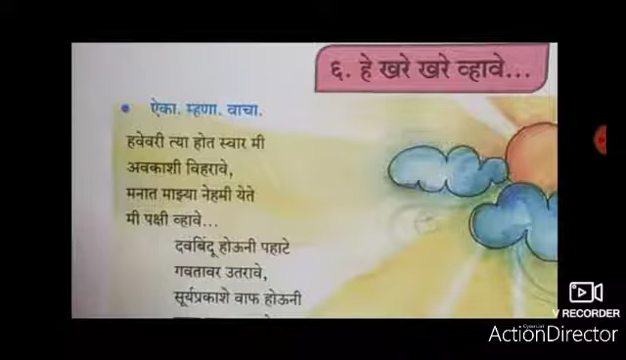 ६. हे खरे खरे व्हावे...
ऐका. म्हणा. वाचा.
हवेवरी त्या होत स्वार मी
अवकाशी विहरावे,
मनात माझ्या नेहमी येते
मी पक्षी व्हावे...
दवबिंदू होऊनी पहाटे
गवतावर उतरावे,
सूर्यप्रकाशे वाफ होऊनी
V RECORDER
ActionDirector